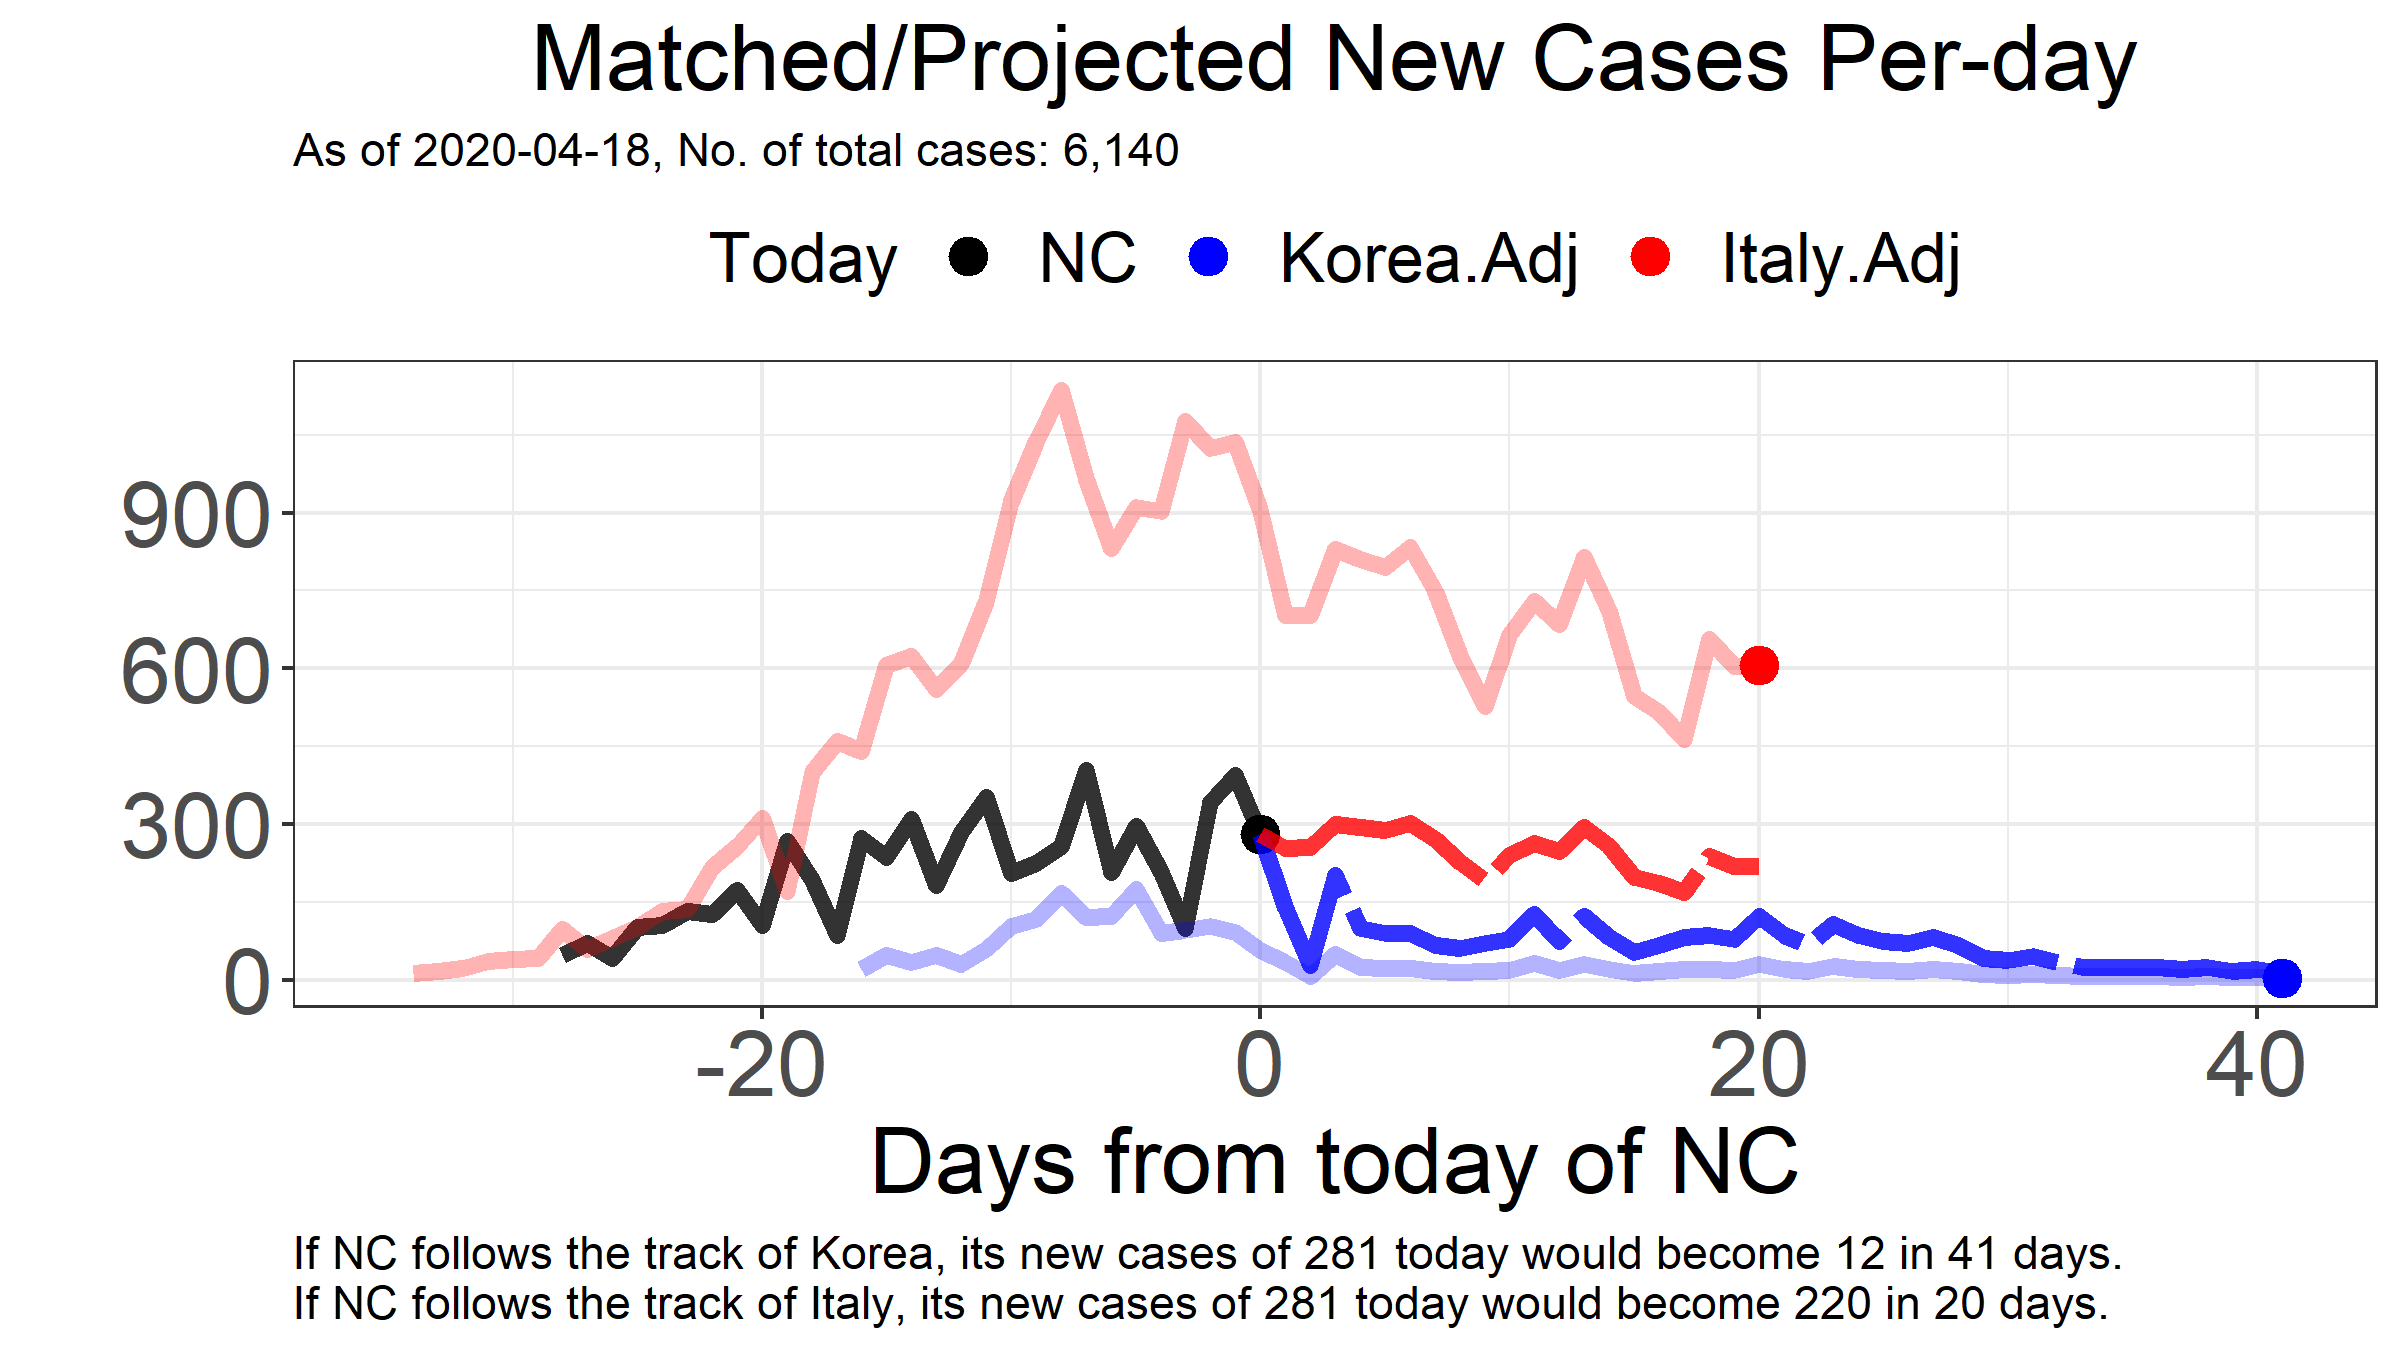 Matched/Projected New Cases Per-day
As of 2020-04-18, No. of total cases: 6,140
Today NC Korea.Adj Italy.Adj
900
600
300
0
-20 0 20 40
Days from today of NC
If NC follows the track of Korea, its new cases of 281 today would become 12 in 41 days.
If NC follows the track of Italy, its new cases of 281 today would become 220 in 20 days.